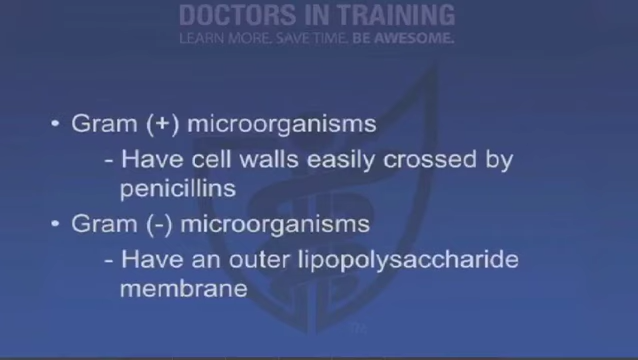 DOCTORS IN TRAINING
LEARN MORE. SAVE TIME. BE AWESOME.
• Gram (+) microorganisms
- Have cell walls easily crossed by
penicillins
• Gram (-) microorganisms
- Have an outer lipopolysaccharide
membrane